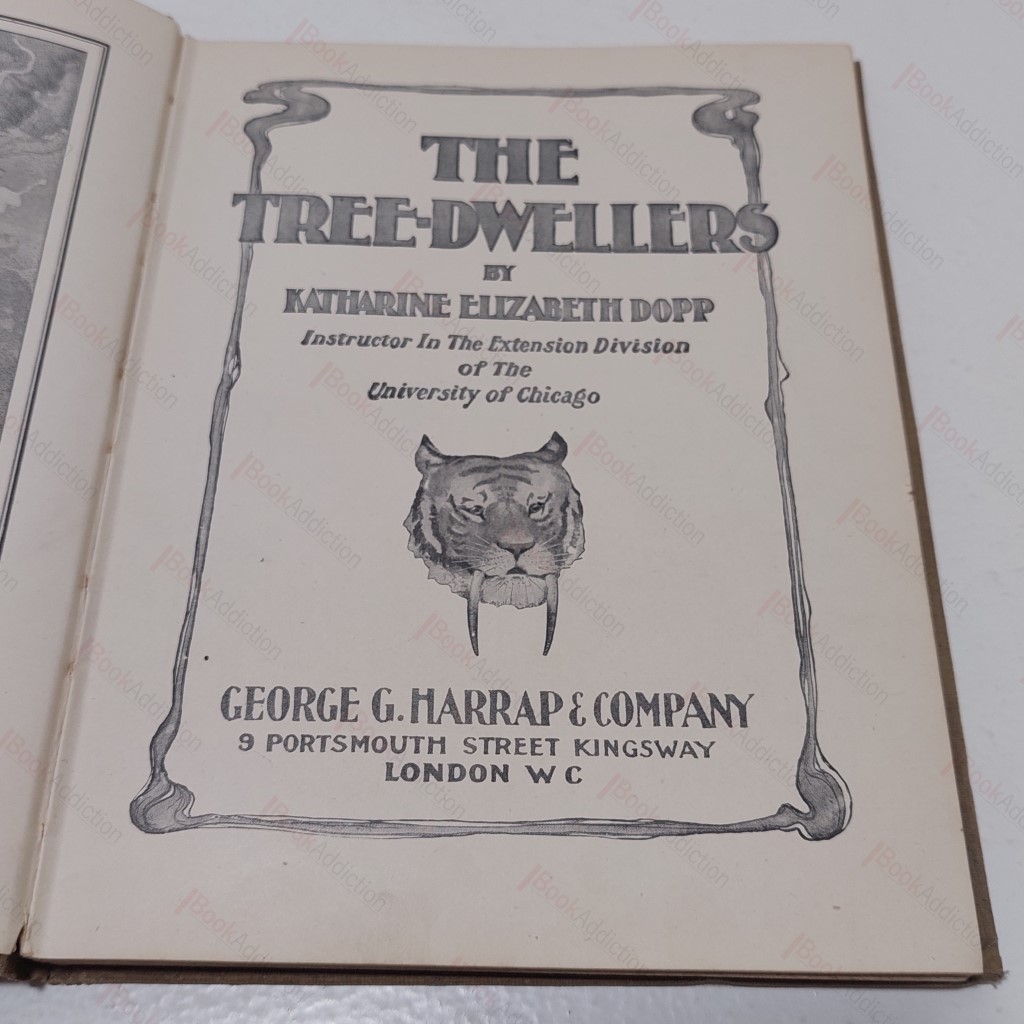 THE
TREE-DWELLERS
BY
KATHARINE ELIZABETH DOPP
Instructor In The Extension Division
of The
University of Chicago
GEORGE G. HARRAP & COMPANY
9 PORTSMOUTH STREET KINGSWAY
LONDON W C
BookAddiction